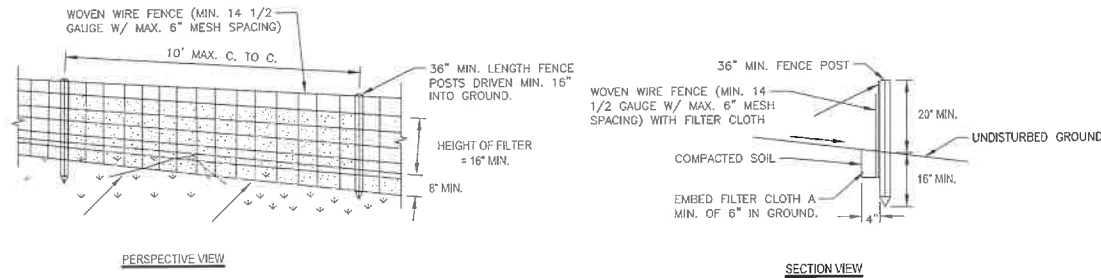 WOVEN WIRE FENCE (MIN. 14 1/2
GAUGE W/ MAX. 6" MESH SPACING)
10' MAX. C. TO C.
36" MIN. LENGTH FENCE
POSTS DRIVEN MIN. 16"
INTO GROUND.
HEIGHT OF FILTER
= 16" MIN.
8" MIN.
PERSPECTIVE VIEW
36" MIN. FENCE POST
WOVEN WIRE FENCE (MIN. 14
1/2 GAUGE W/ MAX. 6" MESH
SPACING) WITH FILTER CLOTH
20" MIN.
UNDISTURBED GROUND
COMPACTED SOIL
16" MIN.
EMBED FILTER CLOTH A
MIN. OF 6" IN GROUND.
4"
SECTION VIEW